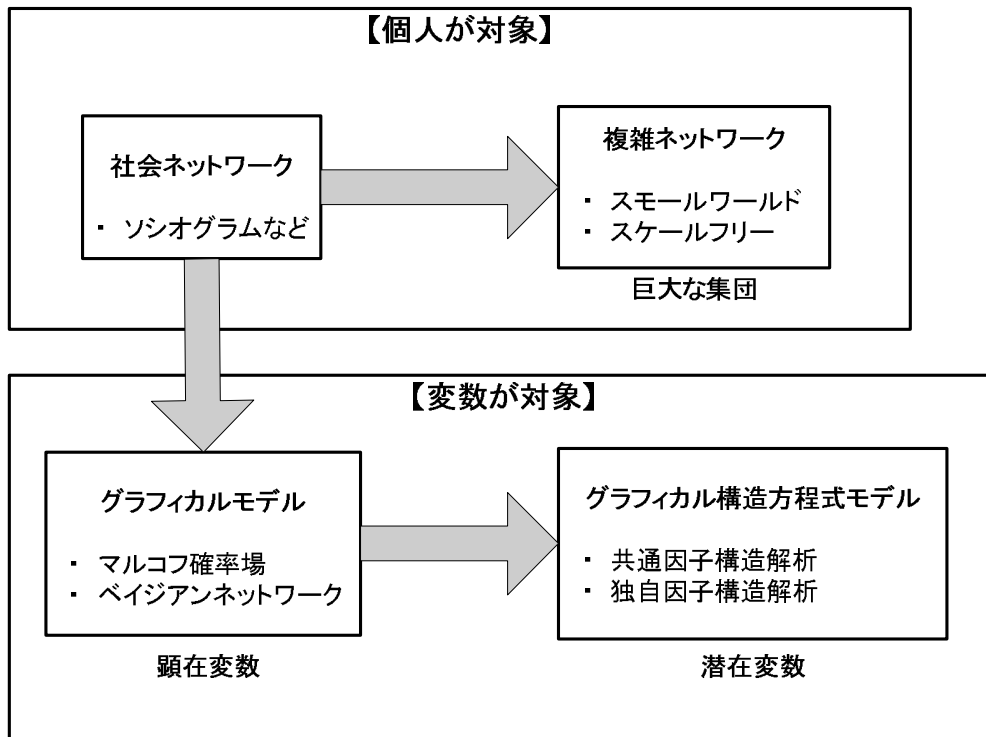 【個人が対象】
社会ネットワーク
・ ソシオグラムなど
複雑ネットワーク
・ スモールワールド
・ スケールフリー
巨大な集団
【変数が対象】
グラフィカルモデル
・ マルコフ確率場
・ ベイジアンネットワーク
顕在変数
グラフィカル構造方程式モデル
・ 共通因子構造解析
・ 独自因子構造解析
潜在変数